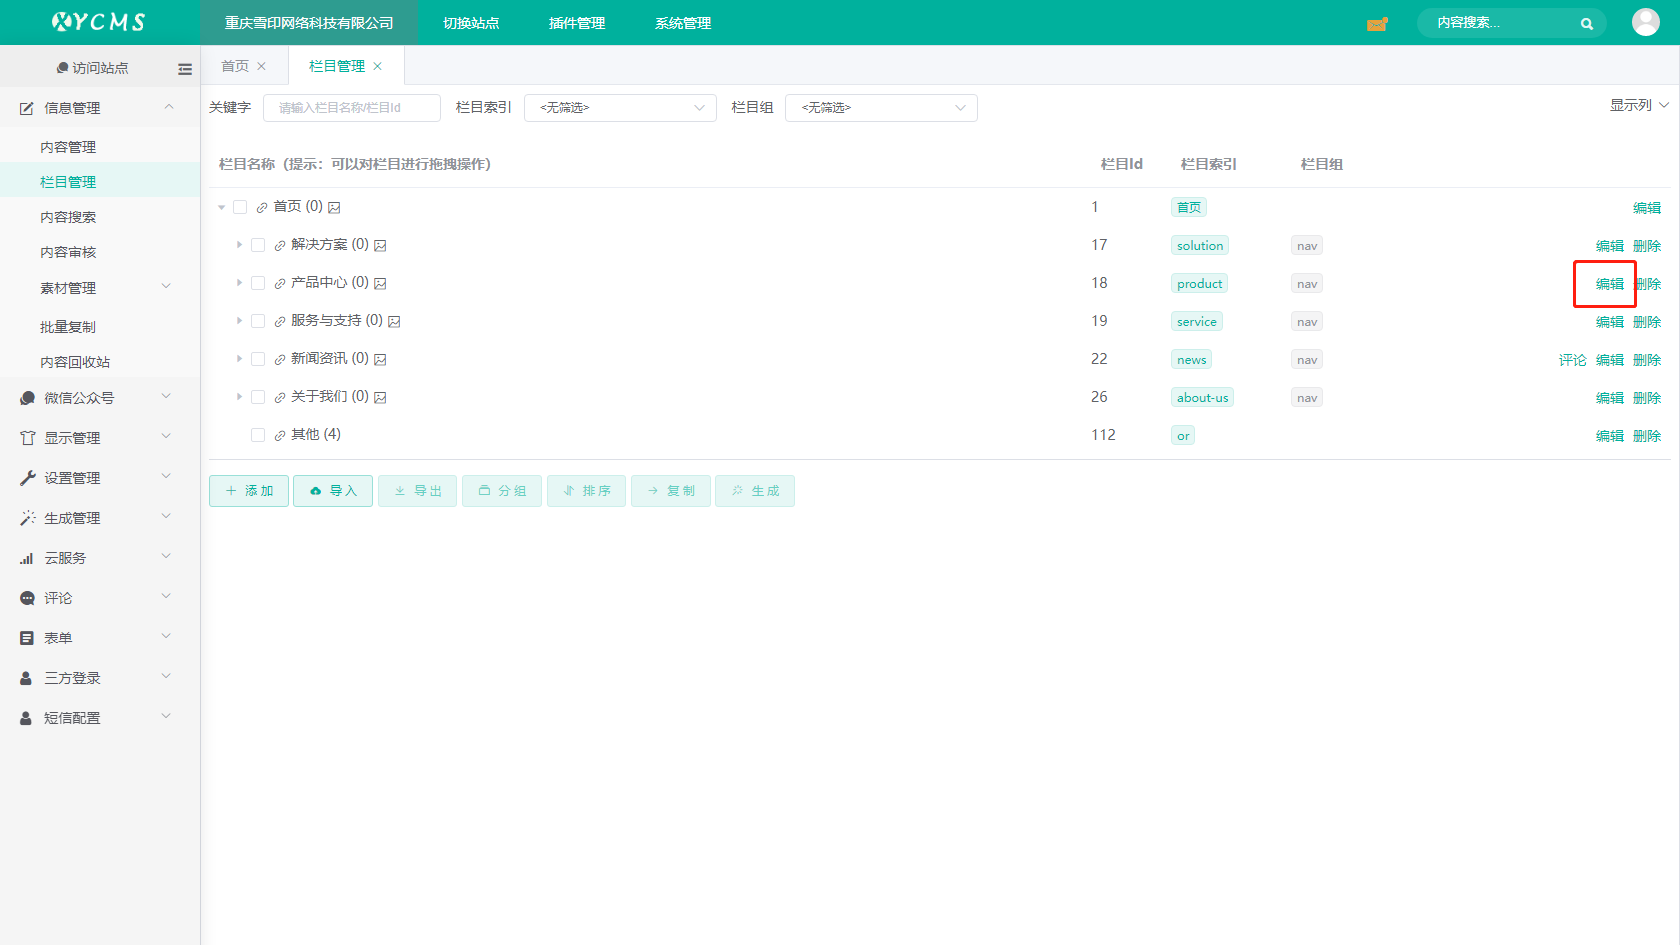 XYCMS 重庆雪印网络科技有限公司 切换站点 插件管理 系统管理 内容搜索...
访问站点
信息管理
内容管理
栏目管理
内容搜索
内容审核
素材管理
批量复制
内容回收站
微信公众号
显示管理
设置管理
生成管理
云服务
评论
表单
三方登录
短信配置
首页 栏目管理
关键字 请输入栏目名称/栏目Id 栏目索引 <无筛选> 栏目组 <无筛选> 显示列
栏目名称（提示：可以对栏目进行拖拽操作） 栏目Id 栏目索引 栏目组
首页 (0) 1 首页 编辑
解决方案 (0) 17 solution nav 编辑 删除
产品中心 (0) 18 product nav 编辑 删除
服务与支持 (0) 19 service nav 编辑 删除
新闻资讯 (0) 22 news nav 评论 编辑 删除
关于我们 (0) 26 about-us nav 编辑 删除
其他 (4) 112 or 编辑 删除
添加 导入 导出 分组 排序 复制 生成